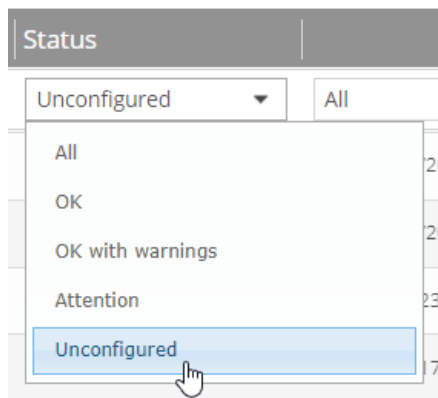 Status
Unconfigured
All
All
OK
OK with warnings
Attention
Unconfigured